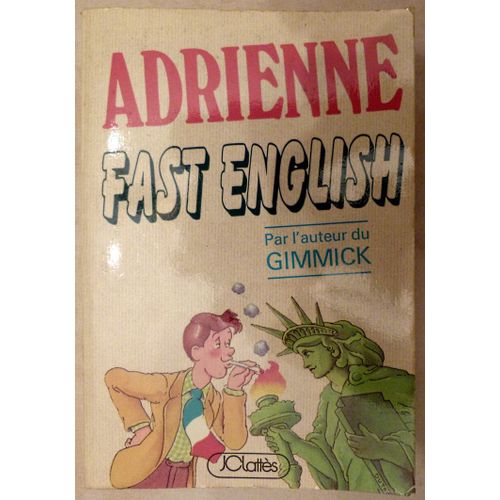 ADRIENNE
FAST ENGLISH
Par l'auteur du
GIMMICK
JCLattès